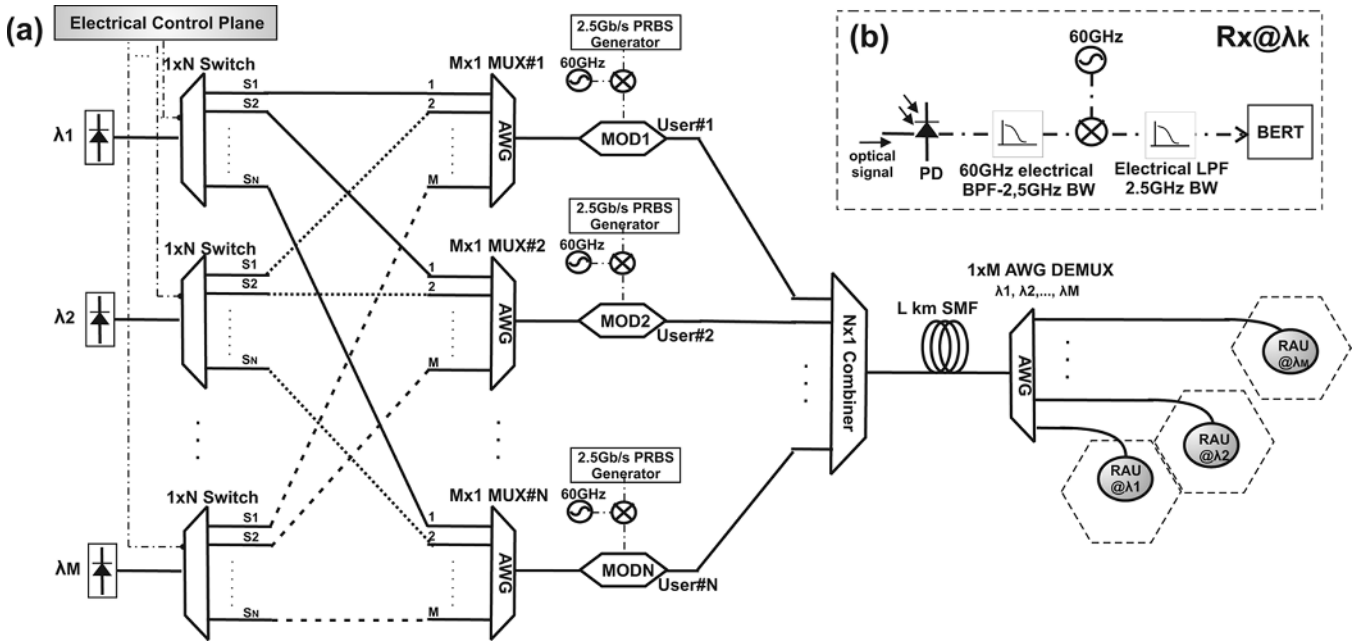 (a)
Electrical Control Plane
1xN Switch
S1
S2
SN
λ1
Mx1 MUX#1
1
2
M
AWG
2.5Gb/s PRBS
Generator
60GHz
MOD1
User#1
1xN Switch
S1
S2
SN
λ2
Mx1 MUX#2
1
2
M
AWG
2.5Gb/s PRBS
Generator
60GHz
MOD2
User#2
1xN Switch
S1
S2
SN
λM
Mx1 MUX#N
1
2
M
AWG
2.5Gb/s PRBS
Generator
60GHz
MODN
User#N
Nx1 Combiner
L km SMF
1xM AWG DEMUX
λ1, λ2,..., λM
AWG
RAU
@λM
RAU
@λ2
RAU
@λ1
(b)
60GHz
Rx@λk
optical
signal
PD
60GHz electrical
BPF-2,5GHz BW
Electrical LPF
2.5GHz BW
BERT